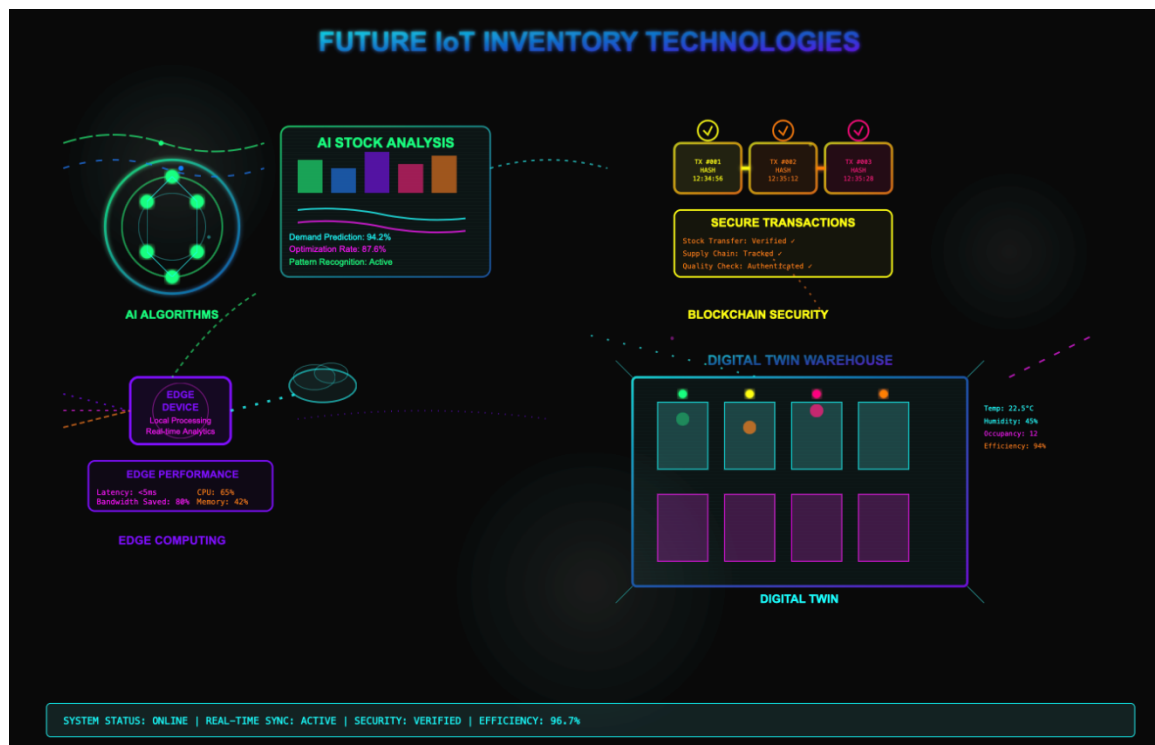 FUTURE IoT INVENTORY TECHNOLOGIES
AI STOCK ANALYSIS
Demand Prediction: 94.2%
Optimization Rate: 87.6%
Pattern Recognition: Active
AI ALGORITHMS
TX #001
HASH
12:34:56
TX #002
HASH
12:35:12
TX #003
HASH
12:35:28
SECURE TRANSACTIONS
Stock Transfer: Verified ✓
Supply Chain: Tracked ✓
Quality Check: Authenticated ✓
BLOCKCHAIN SECURITY
EDGE
DEVICE
Local Processing
Real-time Analytics
EDGE PERFORMANCE
Latency: <5ms
CPU: 65%
Bandwidth Saved: 80%
Memory: 42%
EDGE COMPUTING
DIGITAL TWIN WAREHOUSE
Temp: 22.5°C
Humidity: 45%
Occupancy: 12
Efficiency: 94%
DIGITAL TWIN
SYSTEM STATUS: ONLINE | REAL-TIME SYNC: ACTIVE | SECURITY: VERIFIED | EFFICIENCY: 96.7%